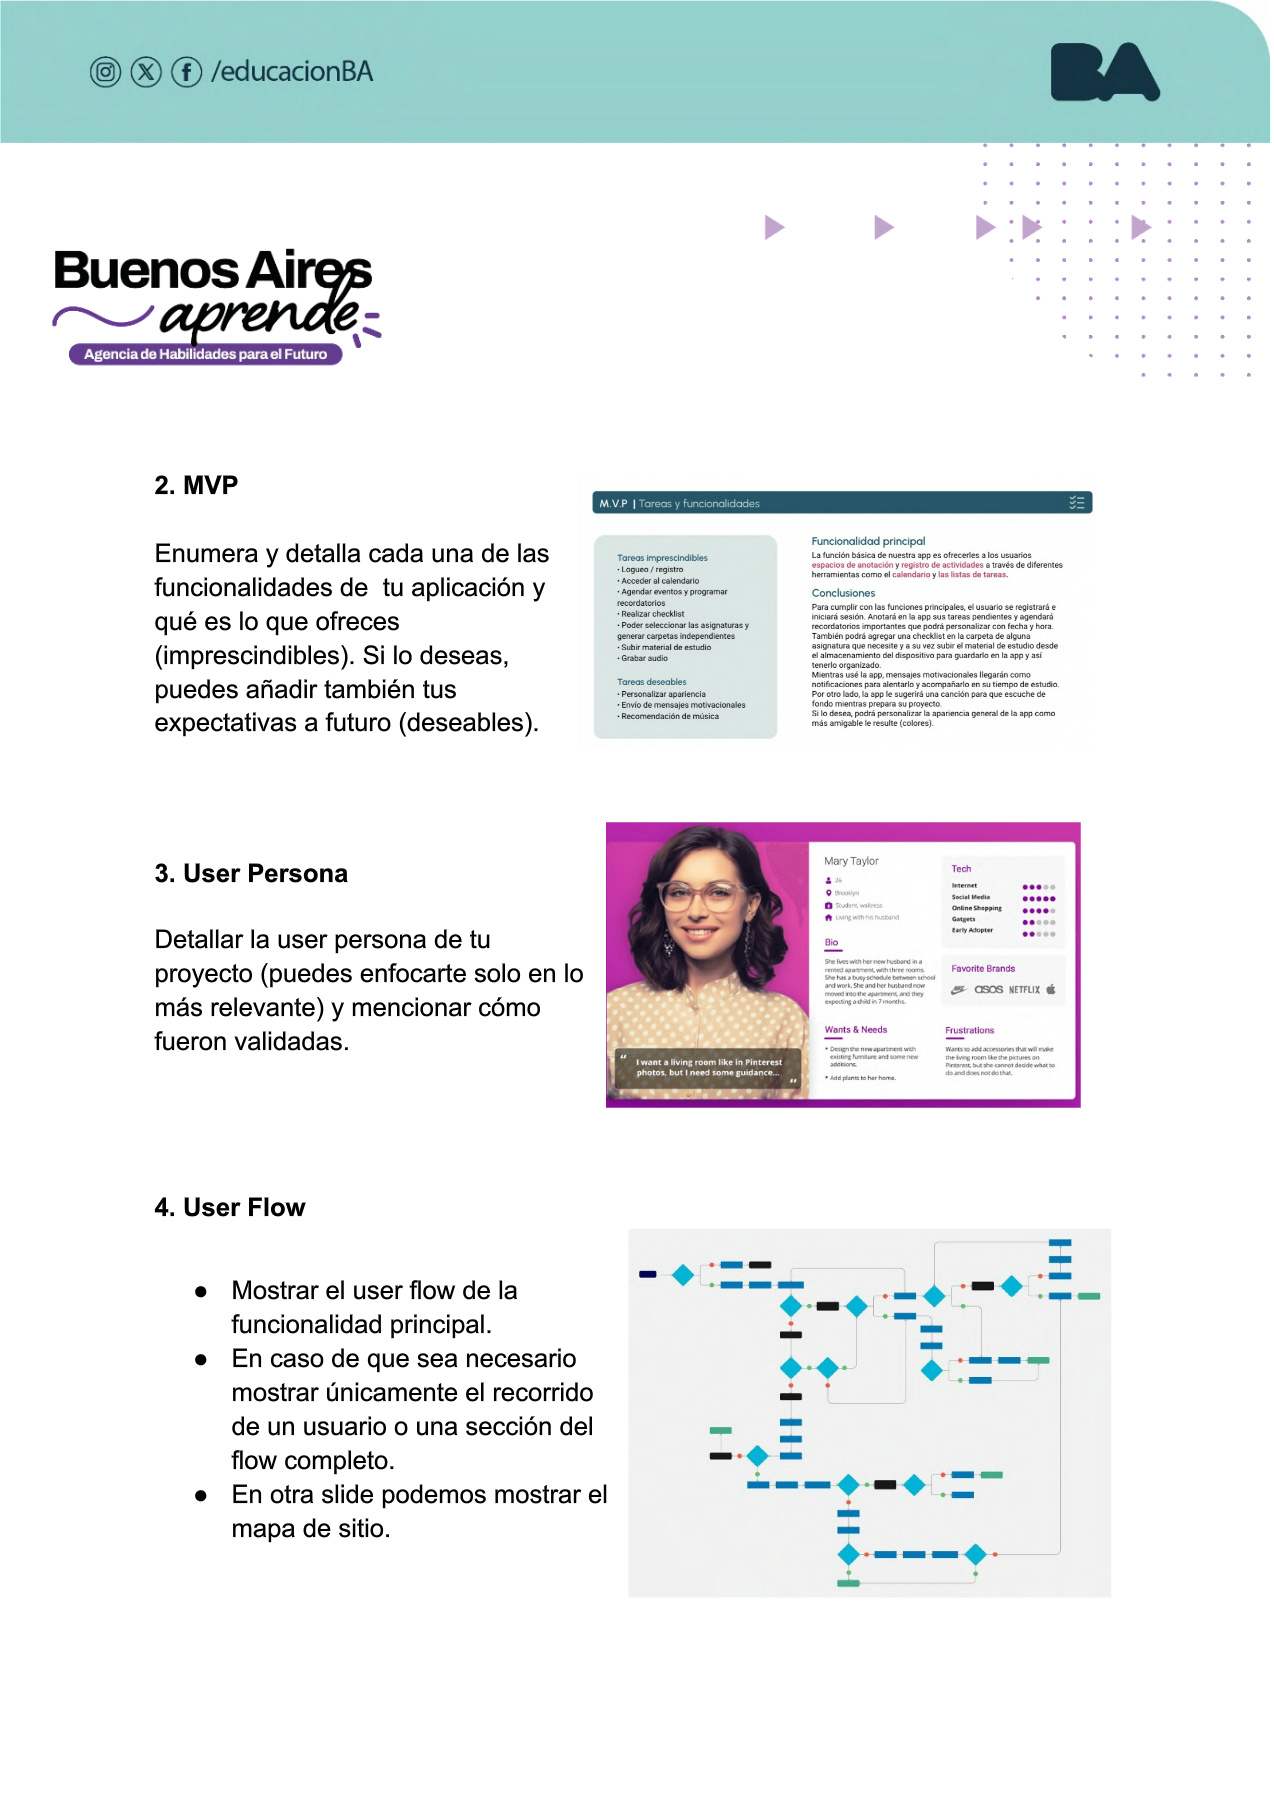 /educacionBA
BA
Buenos Aires
aprende
Agencia de Habilidades para el Futuro
2. MVP
Enumera y detalla cada una de las
funcionalidades de  tu aplicación y
qué es lo que ofreces
(imprescindibles). Si lo deseas,
puedes añadir también tus
expectativas a futuro (deseables).
M.V.P | Tareas y funcionalidades
Tareas imprescindibles
• Logueo / registro
• Acceder al calendario
• Agendar eventos y programar
recordatorios
• Realizar checklist
• Poder seleccionar las asignaturas y
generar carpetas independientes
• Subir material de estudio
• Grabar audio
Tareas deseables
• Personalizar apariencia
• Envío de mensajes motivacionales
• Recomendación de música
Funcionalidad principal
La función básica de nuestra app es ofrecerles a los usuarios
espacios de anotación y registro de actividades a través de diferentes
herramientas como el calendario y las listas de tareas.
Conclusiones
Para cumplir con las funciones principales, el usuario se registrará e
iniciará sesión. Anotará en la app sus tareas pendientes y agendará
recordatorios importantes que podrá personalizar con fecha y hora.
También podrá agregar una checklist en la carpeta de alguna
asignatura que necesite y a su vez subir el material de estudio desde
el almacenamiento del dispositivo para guardarlo en la app y así
tenerlo organizado.
Mientras usé la app, mensajes motivacionales llegarán como
notificaciones para alentarlo y acompañarlo en su tiempo de estudio.
Por otro lado, la app le sugerirá una canción para que escuche de
fondo mientras prepara su proyecto.
Si lo desea, podrá personalizar la apariencia general de la app como
más amigable le resulte (colores).
3. User Persona
Detallar la user persona de tu
proyecto (puedes enfocarte solo en lo
más relevante) y mencionar cómo
fueron validadas.
“ I want a living room like in Pinterest
photos, but I need some guidance... ”
Mary Taylor
26
Brooklyn
Student, waitress
Living with his husband
Bio
She lives with her new husband in a
rented apartment, with three rooms.
She has a busy schedule between school
and work. She and her husband now
moved into the apartment, and they
expecting a child in 7 months.
Wants & Needs
• Design the new apartment with
existing furniture and some new
additions.
• Add plants to her home.
Tech
Internet
Social Media
Online Shopping
Gatgets
Early Adopter
Favorite Brands
asos NETFLIX
Frustrations
Wants to add accessories that will make
the living room like the pictures on
Pinterest, but she cannot decide what to
do and does not do that.
4. User Flow
● Mostrar el user flow de la
funcionalidad principal.
● En caso de que sea necesario
mostrar únicamente el recorrido
de un usuario o una sección del
flow completo.
● En otra slide podemos mostrar el
mapa de sitio.